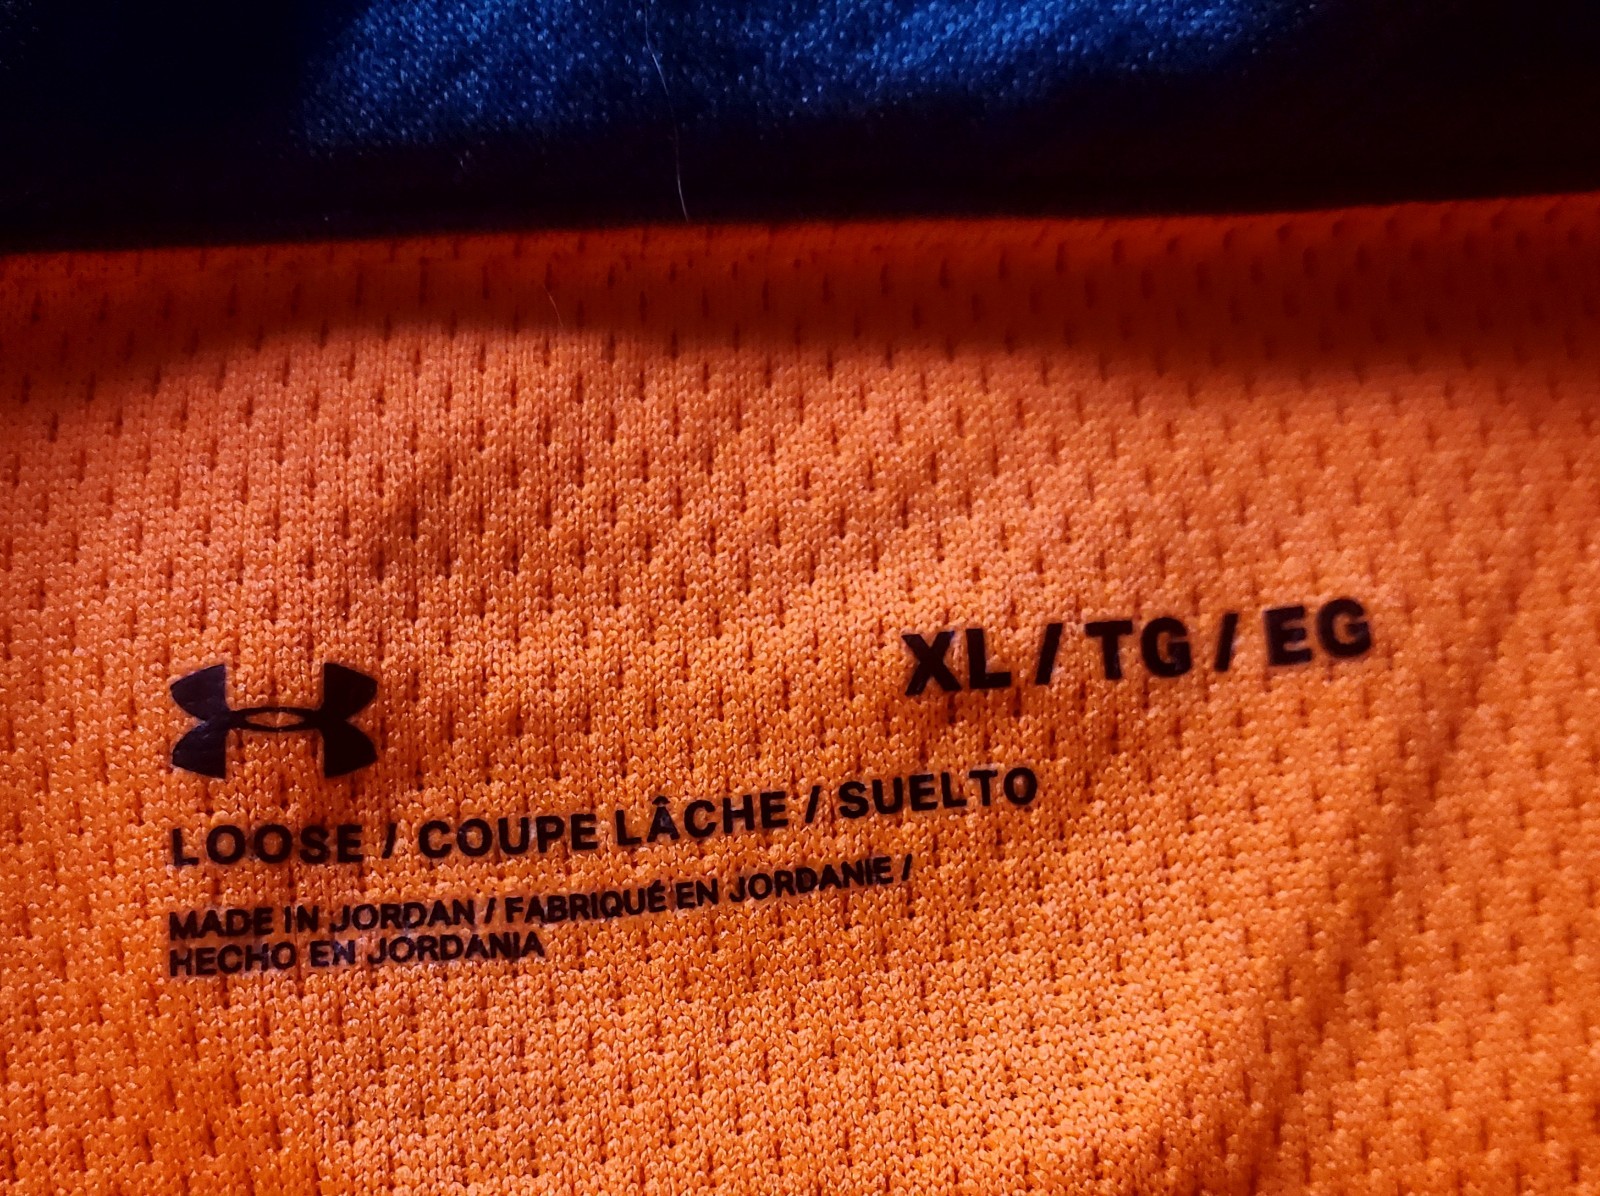 XL / TG / EG
LOOSE / COUPE LÂCHE / SUELTO
MADE IN JORDAN / FABRIQUÉ EN JORDANIE /
HECHO EN JORDANIA